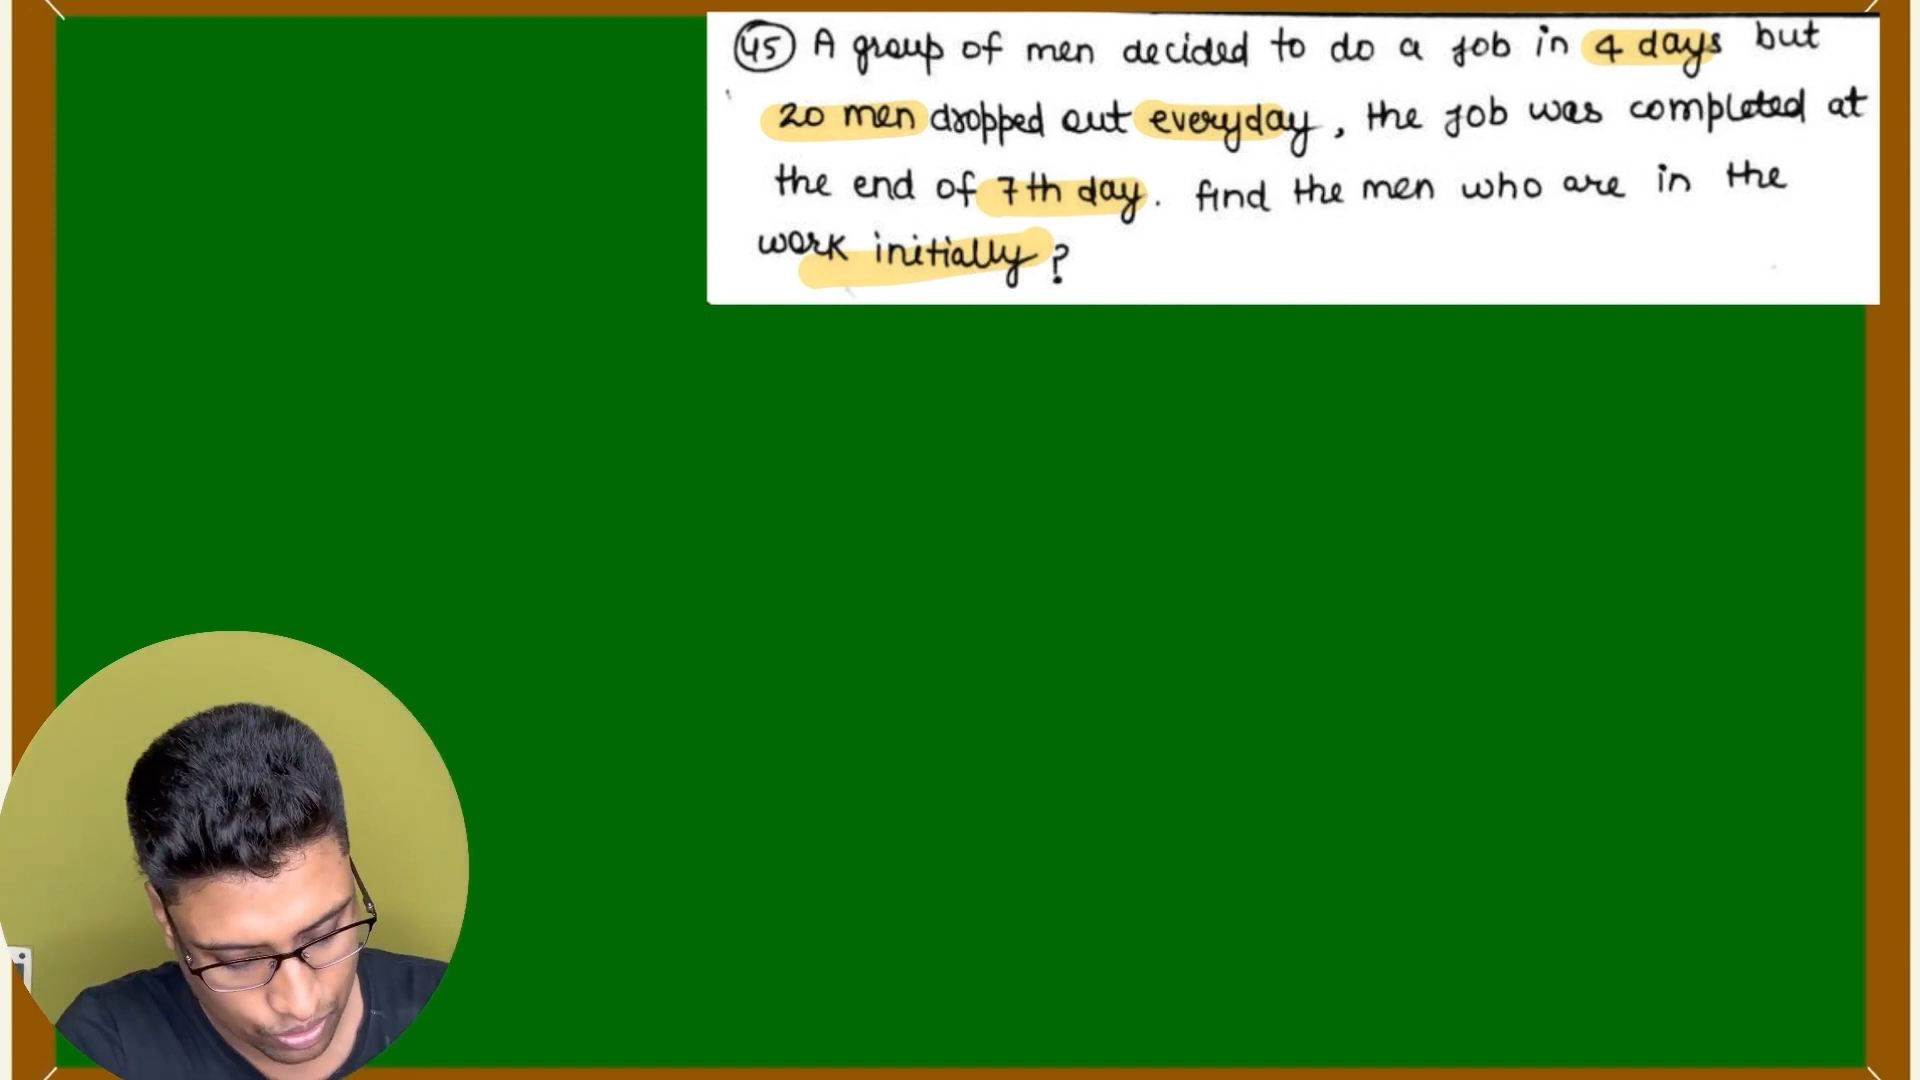 45 A group of men decided to do a job in 4 days but
20 men dropped out everyday, the job was completed at
the end of 7th day. find the men who are in the
work initially?